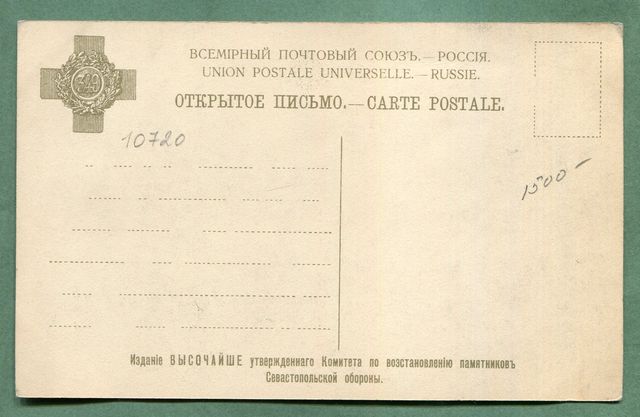 ВСЕМІРНЫЙ ПОЧТОВЫЙ СОЮЗЪ.—РОССІЯ.
UNION POSTALE UNIVERSELLE.—RUSSIE.
ОТКРЫТОЕ ПИСЬМО.—CARTE POSTALE.
349
10720
1500 —
Изданіе ВЫСОЧАЙШЕ утвержденнаго Комитета по возстановленію памятниковъ
Севастопольской обороны.